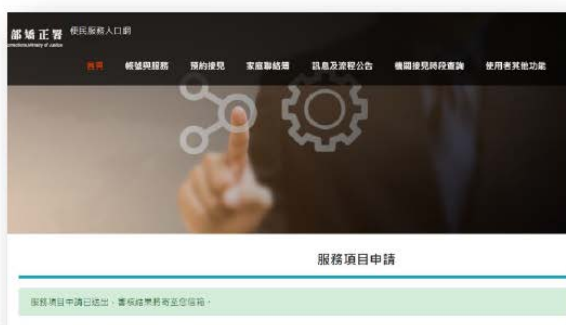 部矯正署 便民服務入口網
首頁 帳號與服務 預約接見 家庭聯絡簿 訊息及流程公告 機關接見時段查詢 使用者其他功能
服務項目申請
服務項目申請已送出，審核結果將寄至您信箱。